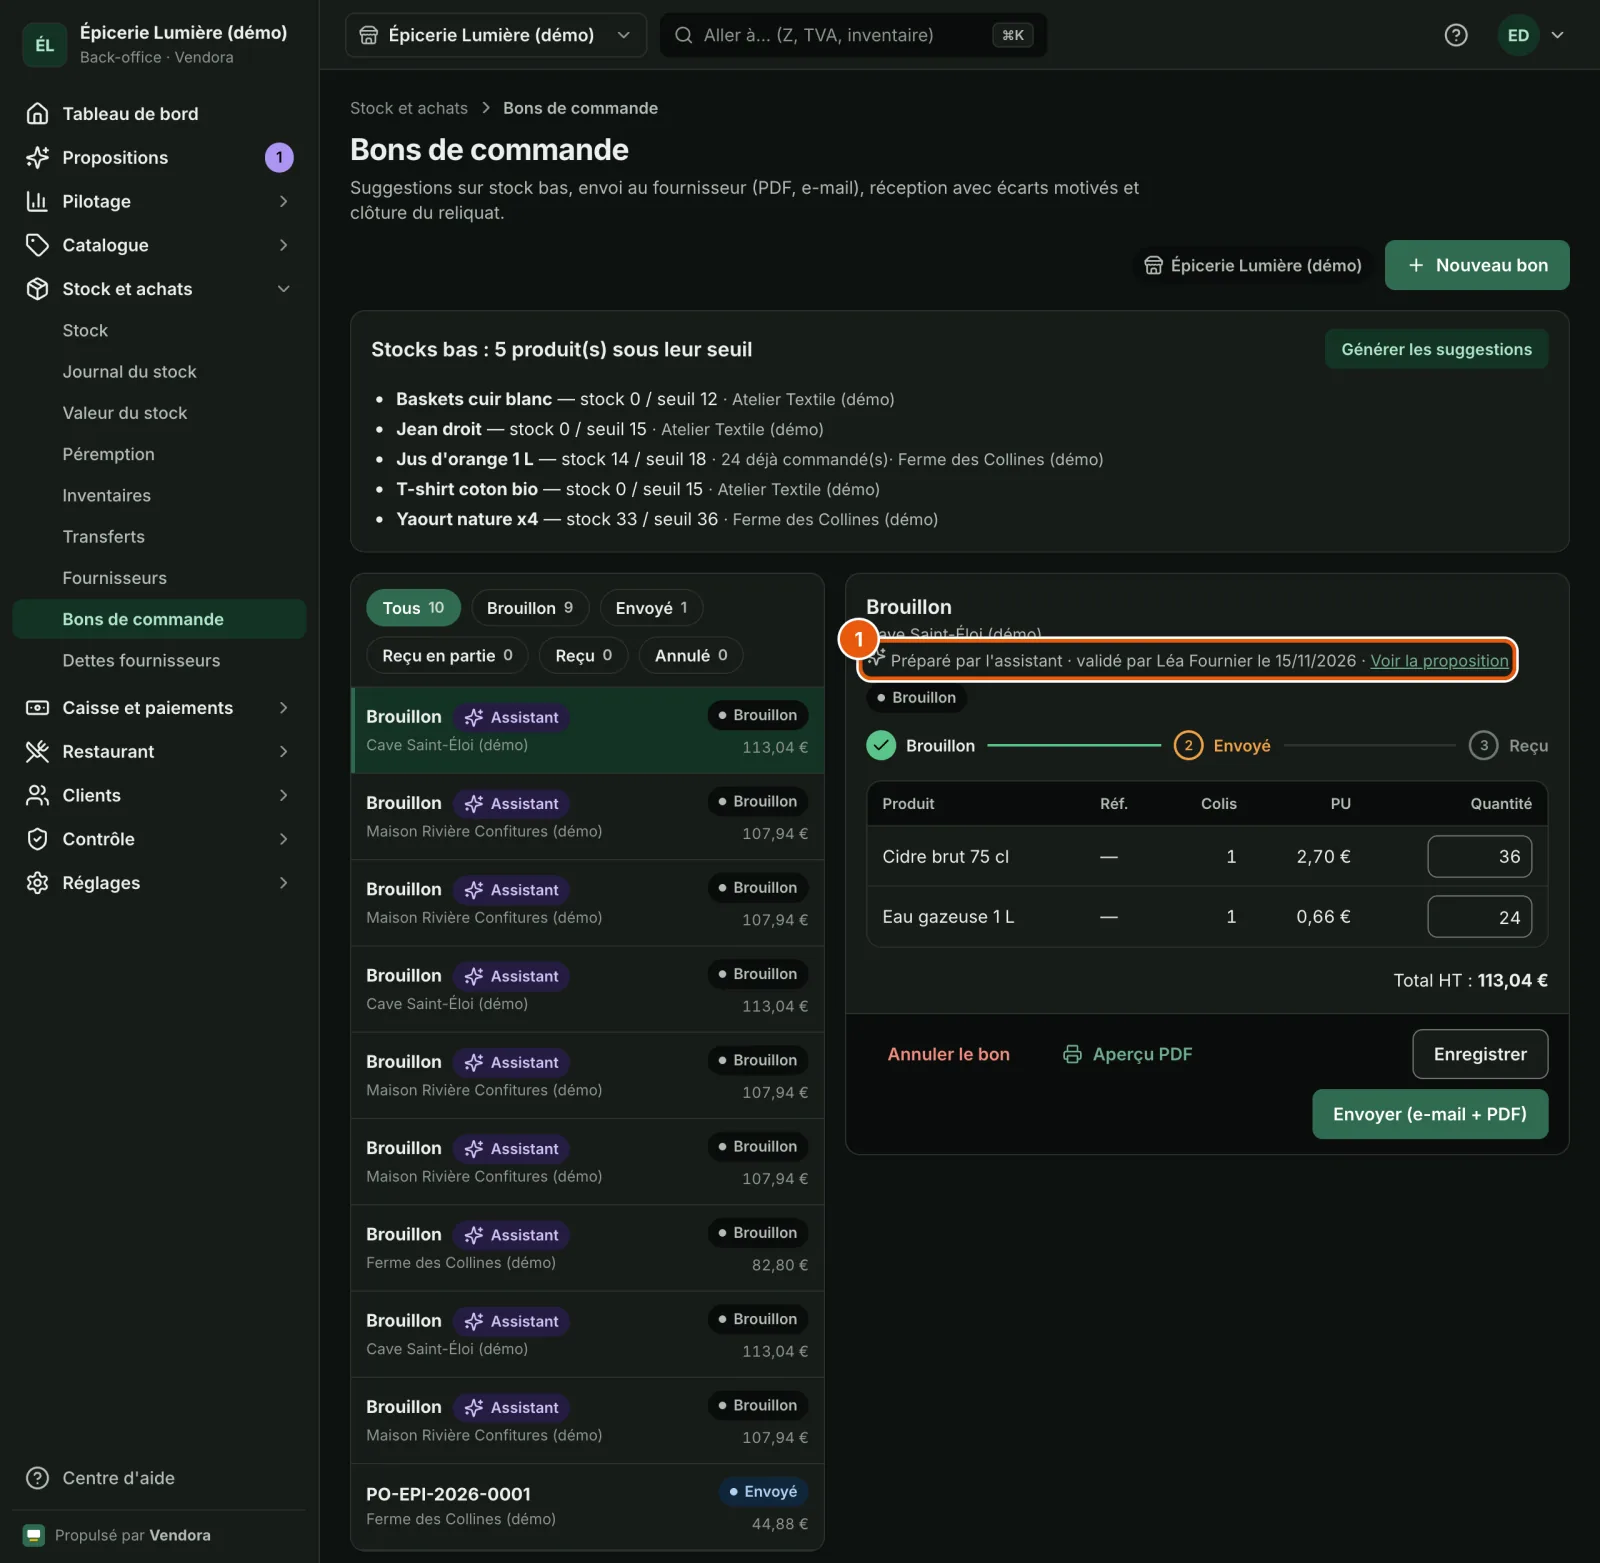 ÉL
Épicerie Lumière (démo)
Back-office · Vendora
Tableau de bord
Propositions 1
Pilotage
Catalogue
Stock et achats
Stock
Journal du stock
Valeur du stock
Péremption
Inventaires
Transferts
Fournisseurs
Bons de commande
Dettes fournisseurs
Caisse et paiements
Restaurant
Clients
Contrôle
Réglages
Centre d'aide
Propulsé par Vendora
Épicerie Lumière (démo)
Aller à... (Z, TVA, inventaire) ⌘K
ED
Stock et achats > Bons de commande
Bons de commande
Suggestions sur stock bas, envoi au fournisseur (PDF, e-mail), réception avec écarts motivés et
clôture du reliquat.
Épicerie Lumière (démo)
+ Nouveau bon
Stocks bas : 5 produit(s) sous leur seuil
Générer les suggestions
• Baskets cuir blanc — stock 0 / seuil 12 · Atelier Textile (démo)
• Jean droit — stock 0 / seuil 15 · Atelier Textile (démo)
• Jus d'orange 1 L — stock 14 / seuil 18 · 24 déjà commandé(s)· Ferme des Collines (démo)
• T-shirt coton bio — stock 0 / seuil 15 · Atelier Textile (démo)
• Yaourt nature x4 — stock 33 / seuil 36 · Ferme des Collines (démo)
Tous 10 Brouillon 9 Envoyé 1
Reçu en partie 0 Reçu 0 Annulé 0
Brouillon Assistant • Brouillon
Cave Saint-Éloi (démo) 113,04 €
Brouillon Assistant • Brouillon
Maison Rivière Confitures (démo) 107,94 €
Brouillon Assistant • Brouillon
Maison Rivière Confitures (démo) 107,94 €
Brouillon Assistant • Brouillon
Cave Saint-Éloi (démo) 113,04 €
Brouillon Assistant • Brouillon
Maison Rivière Confitures (démo) 107,94 €
Brouillon Assistant • Brouillon
Maison Rivière Confitures (démo) 107,94 €
Brouillon Assistant • Brouillon
Ferme des Collines (démo) 82,80 €
Brouillon Assistant • Brouillon
Cave Saint-Éloi (démo) 113,04 €
Brouillon Assistant • Brouillon
Maison Rivière Confitures (démo) 107,94 €
PO-EPI-2026-0001 • Envoyé
Ferme des Collines (démo) 44,88 €
Brouillon
Saint-Éloi (démo)
1
Préparé par l'assistant · validé par Léa Fournier le 15/11/2026 · Voir la proposition
• Brouillon
Brouillon 2 Envoyé 3 Reçu
Produit Réf. Colis PU Quantité
Cidre brut 75 cl — 1 2,70 € 36
Eau gazeuse 1 L — 1 0,66 € 24
Total HT : 113,04 €
Annuler le bon Aperçu PDF Enregistrer
Envoyer (e-mail + PDF)